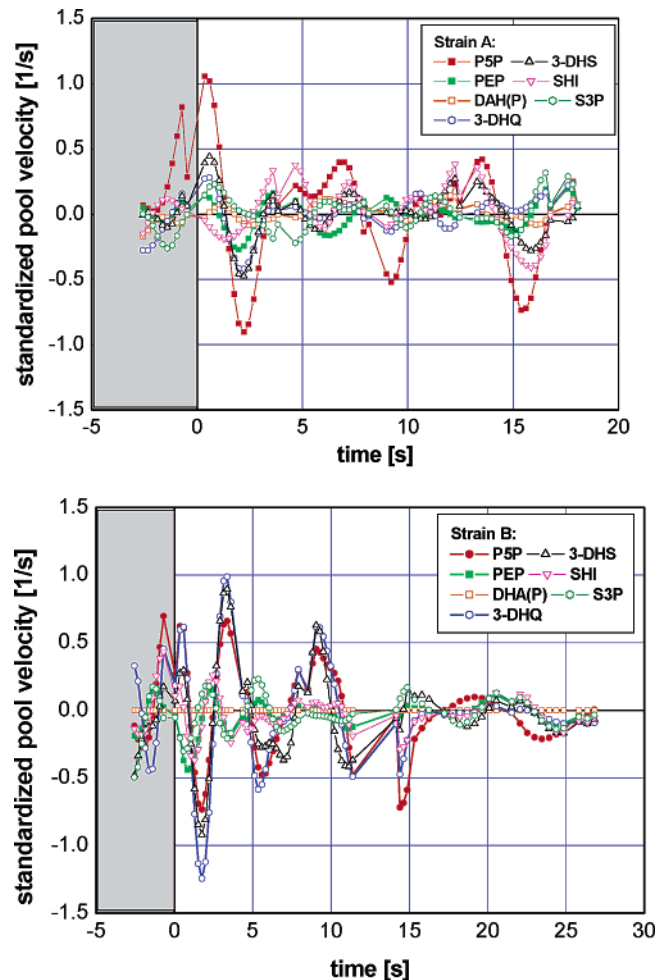 standardized pool velocity [1/s]
1.5
1.0
0.5
0.0
-0.5
-1.0
-1.5
Strain A:
P5P 3-DHS
PEP SHI
DAH(P) S3P
3-DHQ
-5 0 5 10 15 20
time [s]
standardized pool velocity [1/s]
1.5
1.0
0.5
0.0
-0.5
-1.0
-1.5
Strain B:
P5P 3-DHS
PEP SHI
DHA(P) S3P
3-DHQ
-5 0 5 10 15 20 25 30
time [s]